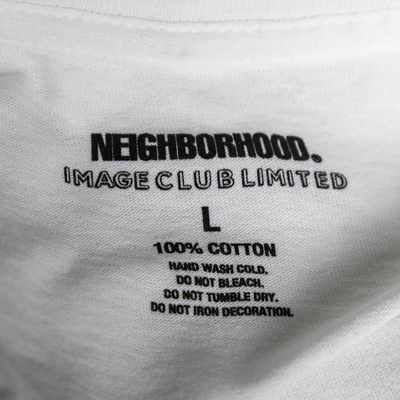 NEIGHBORHOOD.
IMAGE CLUB LIMITED
L
100% COTTON
HAND WASH COLD.
DO NOT BLEACH.
DO NOT TUMBLE DRY.
DO NOT IRON DECORATION.